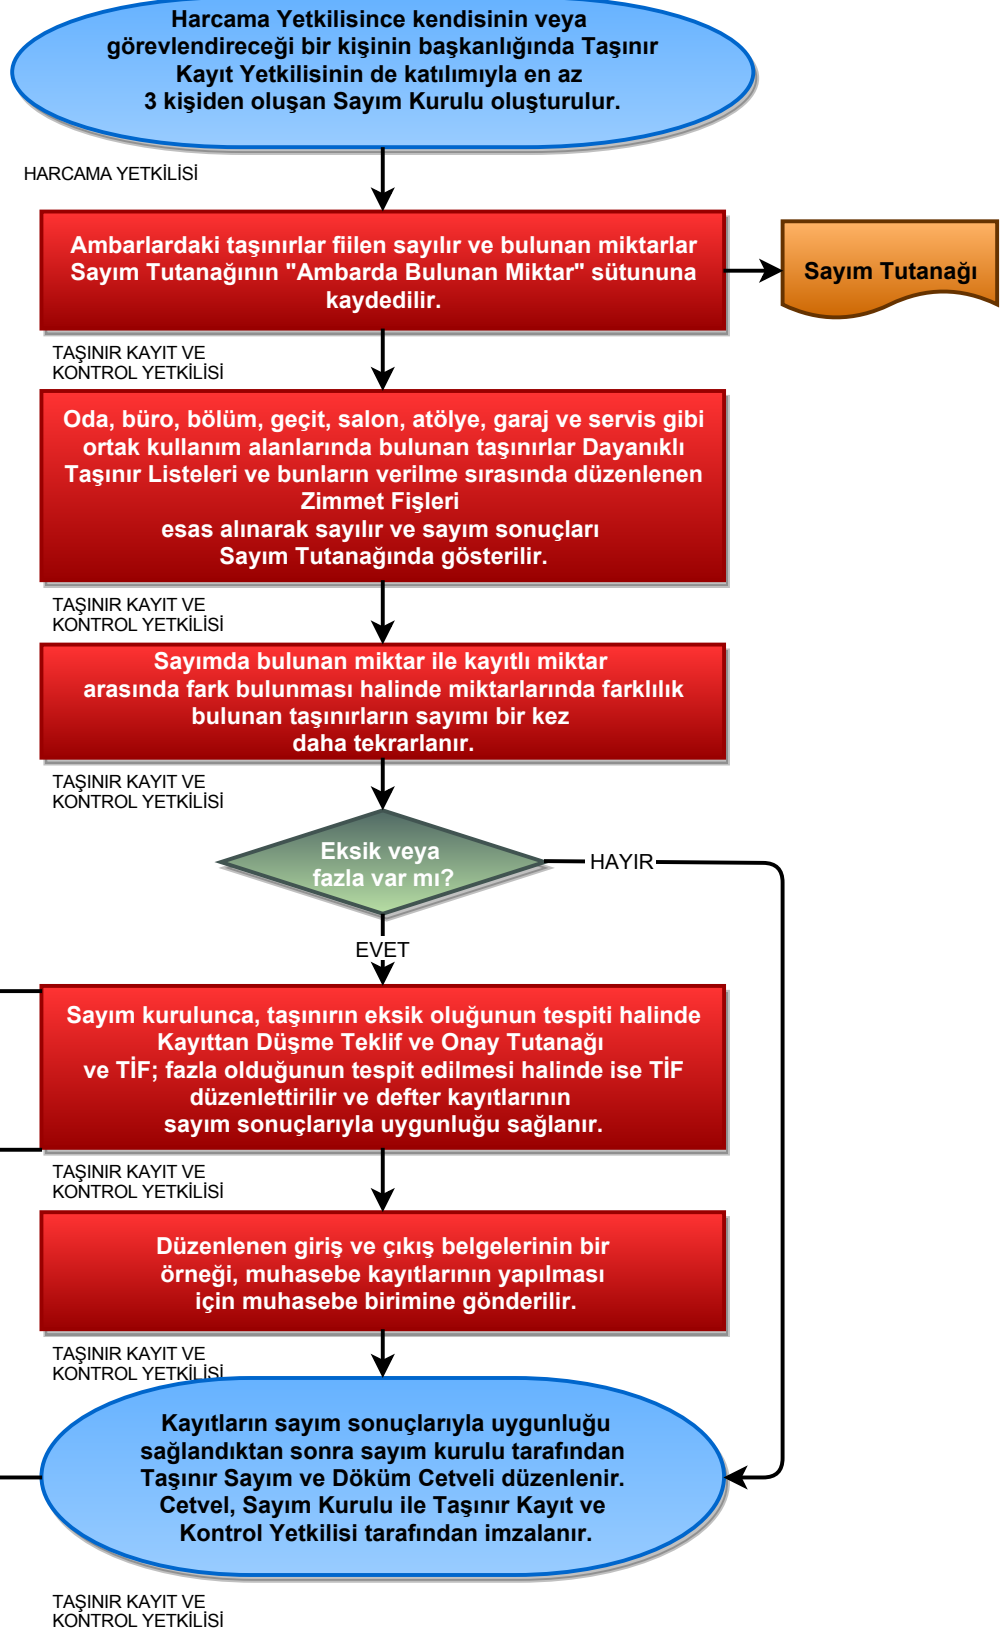 Harcama Yetkilisince kendisinin veya
görevlendireceği bir kişinin başkanlığında Taşınır
Kayıt Yetkilisinin de katılımıyla en az
3 kişiden oluşan Sayım Kurulu oluşturulur.
HARCAMA YETKİLİSİ
Ambarlardaki taşınırlar fiilen sayılır ve bulunan miktarlar
Sayım Tutanağının "Ambarda Bulunan Miktar" sütununa
kaydedilir.
Sayım Tutanağı
TAŞINIR KAYIT VE
KONTROL YETKİLİSİ
Oda, büro, bölüm, geçit, salon, atölye, garaj ve servis gibi
ortak kullanım alanlarında bulunan taşınırlar Dayanıklı
Taşınır Listeleri ve bunların verilme sırasında düzenlenen
Zimmet Fişleri
esas alınarak sayılır ve sayım sonuçları
Sayım Tutanağında gösterilir.
TAŞINIR KAYIT VE
KONTROL YETKİLİSİ
Sayımda bulunan miktar ile kayıtlı miktar
arasında fark bulunması halinde miktarlarında farklılık
bulunan taşınırların sayımı bir kez
daha tekrarlanır.
TAŞINIR KAYIT VE
KONTROL YETKİLİSİ
Eksik veya
fazla var mı?
HAYIR
EVET
Sayım kurulunca, taşınırın eksik oluğunun tespiti halinde
Kayıttan Düşme Teklif ve Onay Tutanağı
ve TİF; fazla olduğunun tespit edilmesi halinde ise TİF
düzenlettirilir ve defter kayıtlarının
sayım sonuçlarıyla uygunluğu sağlanır.
TAŞINIR KAYIT VE
KONTROL YETKİLİSİ
Düzenlenen giriş ve çıkış belgelerinin bir
örneği, muhasebe kayıtlarının yapılması
için muhasebe birimine gönderilir.
TAŞINIR KAYIT VE
KONTROL YETKİLİSİ
Kayıtların sayım sonuçlarıyla uygunluğu
sağlandıktan sonra sayım kurulu tarafından
Taşınır Sayım ve Döküm Cetveli düzenlenir.
Cetvel, Sayım Kurulu ile Taşınır Kayıt ve
Kontrol Yetkilisi tarafından imzalanır.
TAŞINIR KAYIT VE
KONTROL YETKİLİSİ